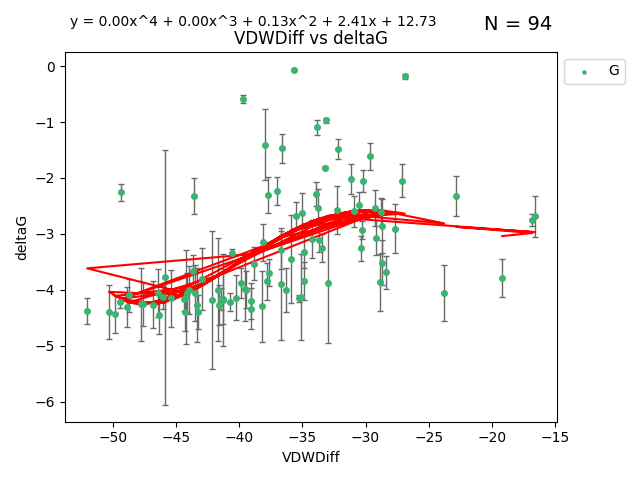 y = 0.00x^4 + 0.00x^3 + 0.13x^2 + 2.41x + 12.73
N = 94
VDWDiff vs deltaG
G
deltaG
0
−1
−2
−3
−4
−5
−6
−50
−45
−40
−35
−30
−25
−20
−15
VDWDiff